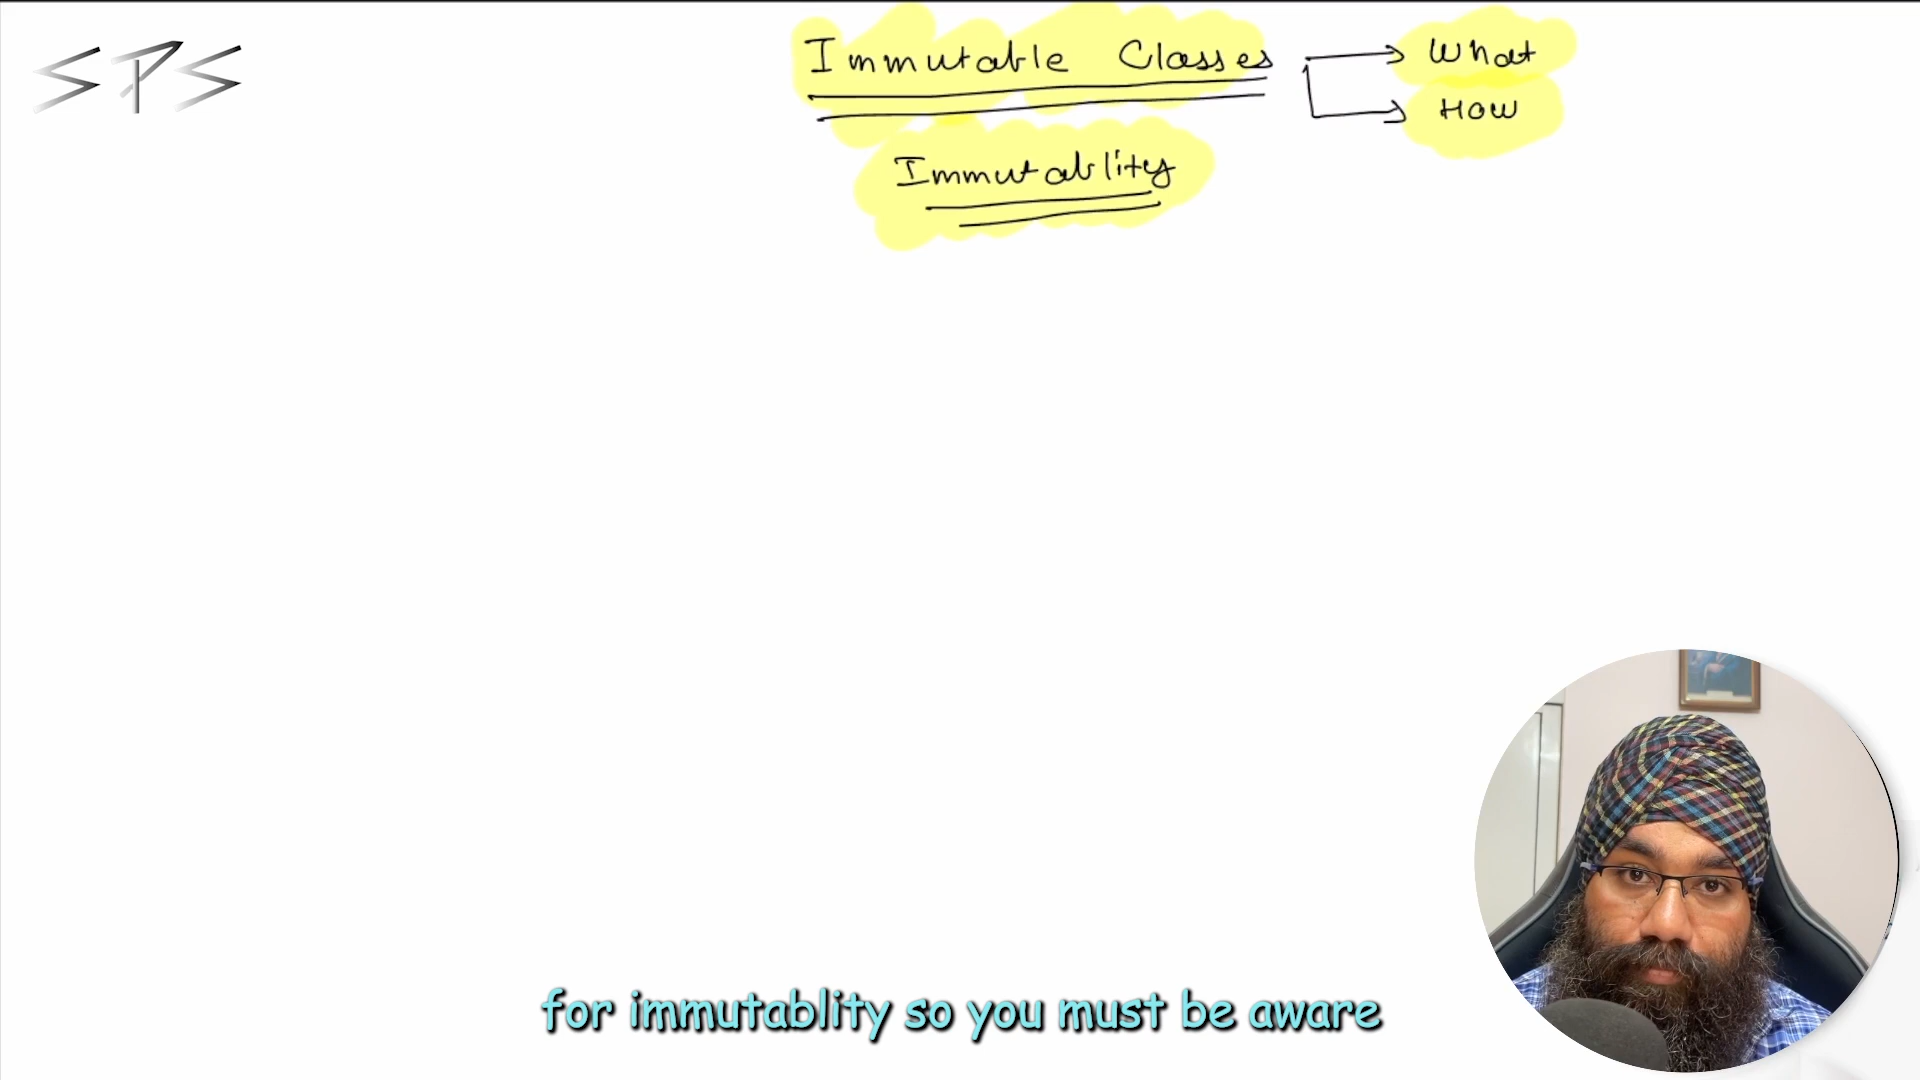 SPS
Immutable Classes
What
How
Immutablity
for immutablity so you must be aware